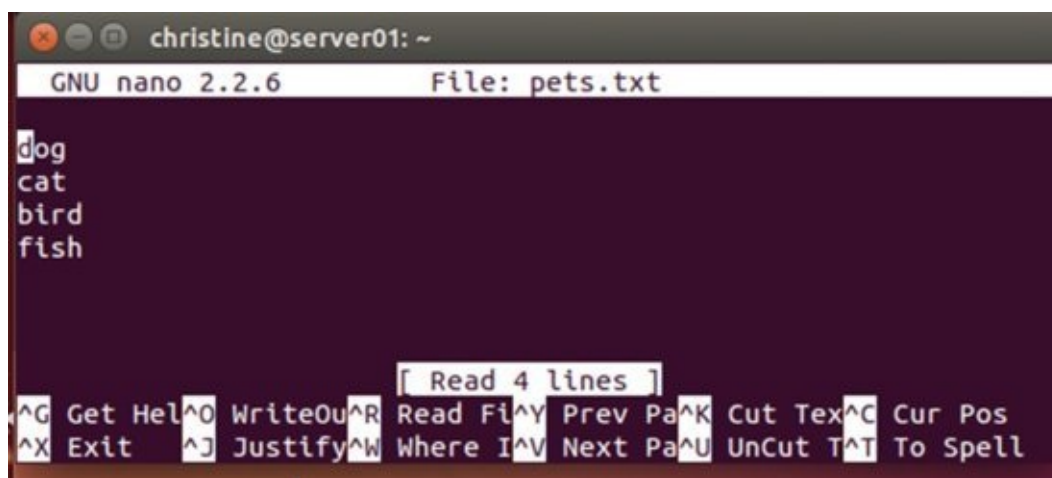 christine@server01: ~
GNU nano 2.2.6 File: pets.txt
dog
cat
bird
fish
[ Read 4 lines ]
^G Get Hel^O WriteOu^R Read Fi^Y Prev Pa^K Cut Tex^C Cur Pos
^X Exit ^J Justify^W Where I^V Next Pa^U UnCut T^T To Spell